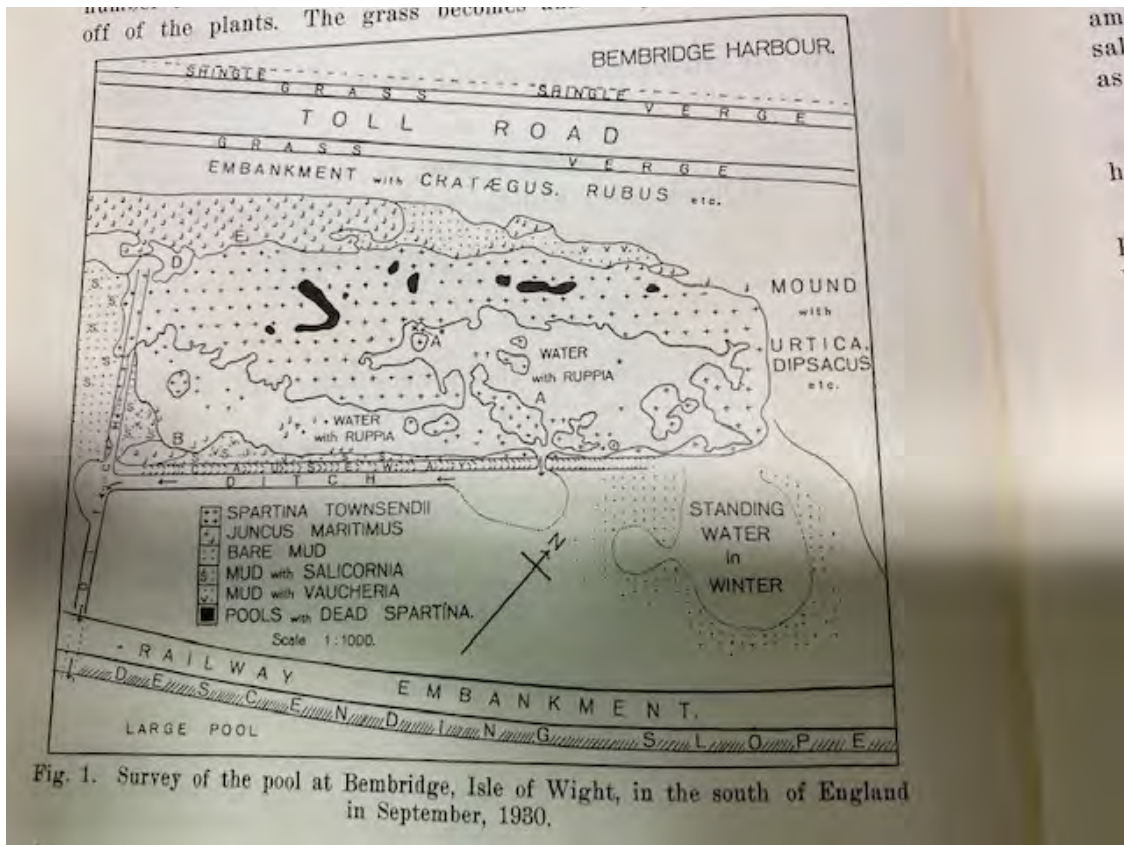 off of the plants. The grass becomes
BEMBRIDGE HARBOUR.
SHINGLE SHINGLE
GRASS VERGE
TOLL ROAD
GRASS VERGE
EMBANKMENT with CRATÆGUS, RUBUS etc.
E
D
MOUND
with
URTICA,
DIPSACUS
etc.
A
WATER
with RUPPIA
A
WATER
with RUPPIA
B
CAUSEWAY
DITCH
SPARTINA TOWNSENDII
JUNCUS MARITIMUS
BARE MUD
S MUD with SALICORNIA
MUD with VAUCHERIA
POOLS with DEAD SPARTINA.
Scale 1:1000.
N
STANDING
WATER
in
WINTER
RAILWAY EMBANKMENT.
DESCENDING SLOPE
LARGE POOL
Fig. 1. Survey of the pool at Bembridge, Isle of Wight, in the south of England
in September, 1930.
am
as